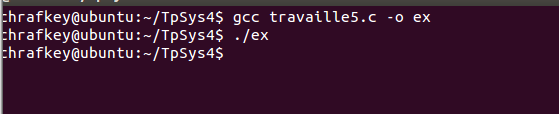 chrafkey@ubuntu:~/TpSys4$ gcc travaille5.c -o ex
chrafkey@ubuntu:~/TpSys4$ ./ex
chrafkey@ubuntu:~/TpSys4$